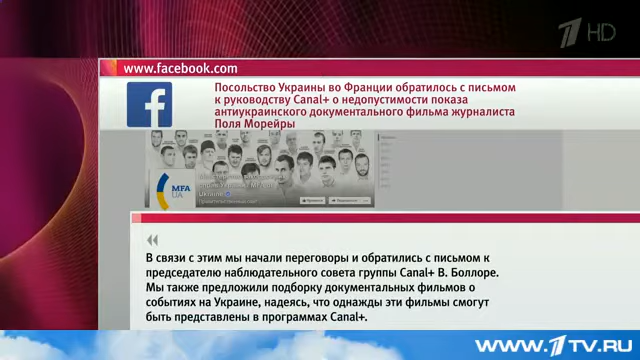 1 HD
www.facebook.com
Посольство Украины во Франции обратилось с письмом
к руководству Canal+ о недопустимости показа
антиукраинского документального фильма журналиста
Поля Морейры
MFA
UA
Ukraine
В связи с этим мы начали переговоры и обратились с письмом к
председателю наблюдательного совета группы Canal+ В. Боллоре.
Мы также предложили подборку документальных фильмов о
событиях на Украине, надеясь, что однажды эти фильмы смогут
быть представлены в программах Canal+.
www.1TV.RU